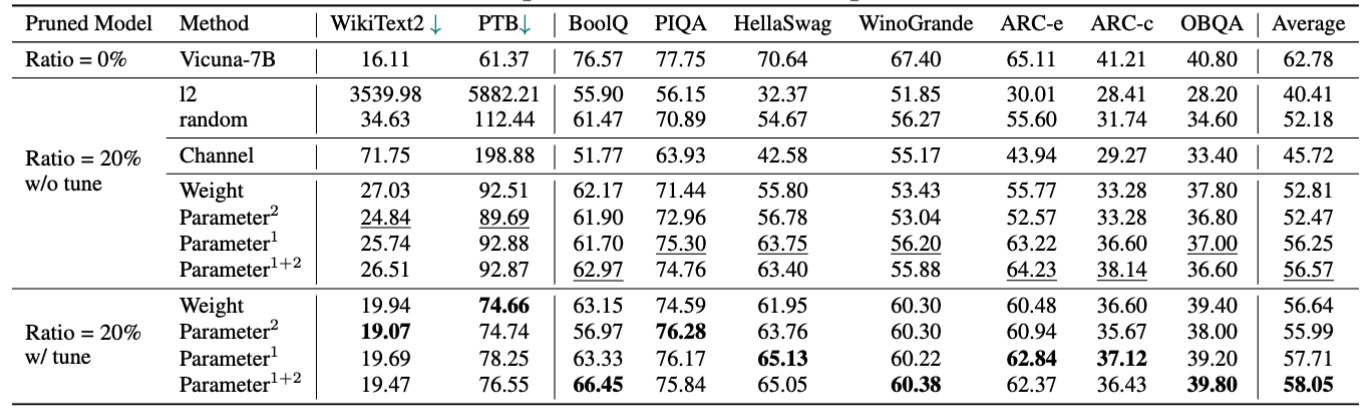 Pruned Model Method WikiText2 ↓ PTB↓ BoolQ PIQA HellaSwag WinoGrande ARC-e ARC-c OBQA Average
Ratio = 0% Vicuna-7B 16.11 61.37 76.57 77.75 70.64 67.40 65.11 41.21 40.80 62.78
l2 3539.98 5882.21 55.90 56.15 32.37 51.85 30.01 28.41 28.20 40.41
random 34.63 112.44 61.47 70.89 54.67 56.27 55.60 31.74 34.60 52.18
Ratio = 20% Channel 71.75 198.88 51.77 63.93 42.58 55.17 43.94 29.27 33.40 45.72
w/o tune
Weight 27.03 92.51 62.17 71.44 55.80 53.43 55.77 33.28 37.80 52.81
Parameter² 24.84 89.69 61.90 72.96 56.78 53.04 52.57 33.28 36.80 52.47
Parameter¹ 25.74 92.88 61.70 75.30 63.75 56.20 63.22 36.60 37.00 56.25
Parameter¹⁺² 26.51 92.87 62.97 74.76 63.40 55.88 64.23 38.14 36.60 56.57
Weight 19.94 74.66 63.15 74.59 61.95 60.30 60.48 36.60 39.40 56.64
Ratio = 20% Parameter² 19.07 74.74 56.97 76.28 63.76 60.30 60.94 35.67 38.00 55.99
w/ tune Parameter¹ 19.69 78.25 63.33 76.17 65.13 60.22 62.84 37.12 39.20 57.71
Parameter¹⁺² 19.47 76.55 66.45 75.84 65.05 60.38 62.37 36.43 39.80 58.05